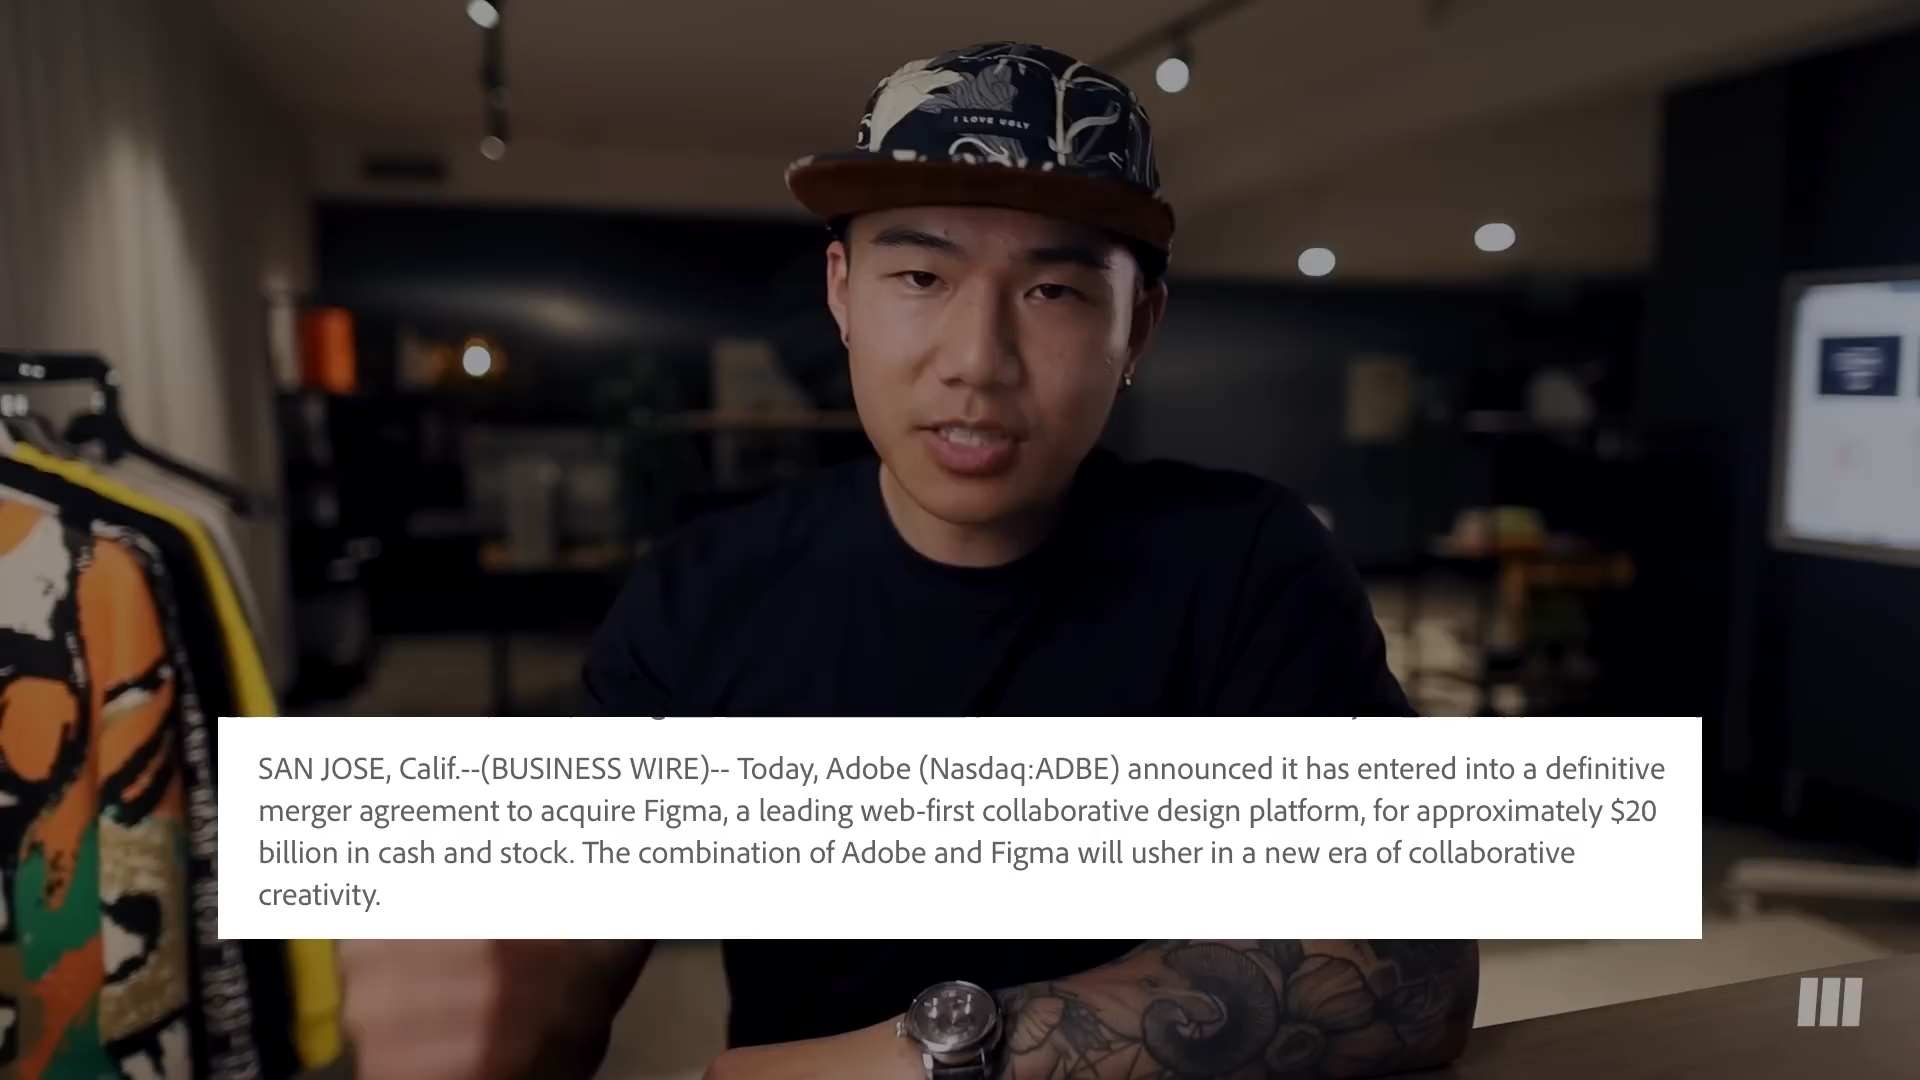 I LOVE UGLY
SAN JOSE, Calif.--(BUSINESS WIRE)-- Today, Adobe (Nasdaq:ADBE) announced it has entered into a definitive
merger agreement to acquire Figma, a leading web-first collaborative design platform, for approximately $20
billion in cash and stock. The combination of Adobe and Figma will usher in a new era of collaborative
creativity.